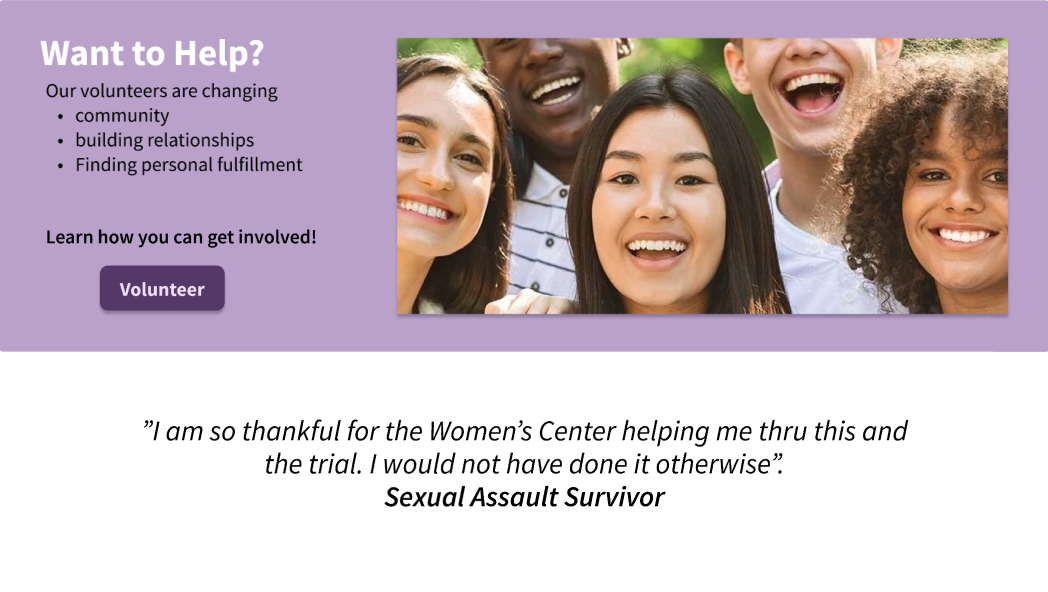 Want to Help?
Our volunteers are changing
• community
• building relationships
• Finding personal fulfillment
Learn how you can get involved!
Volunteer
”I am so thankful for the Women’s Center helping me thru this and
the trial. I would not have done it otherwise”.
Sexual Assault Survivor